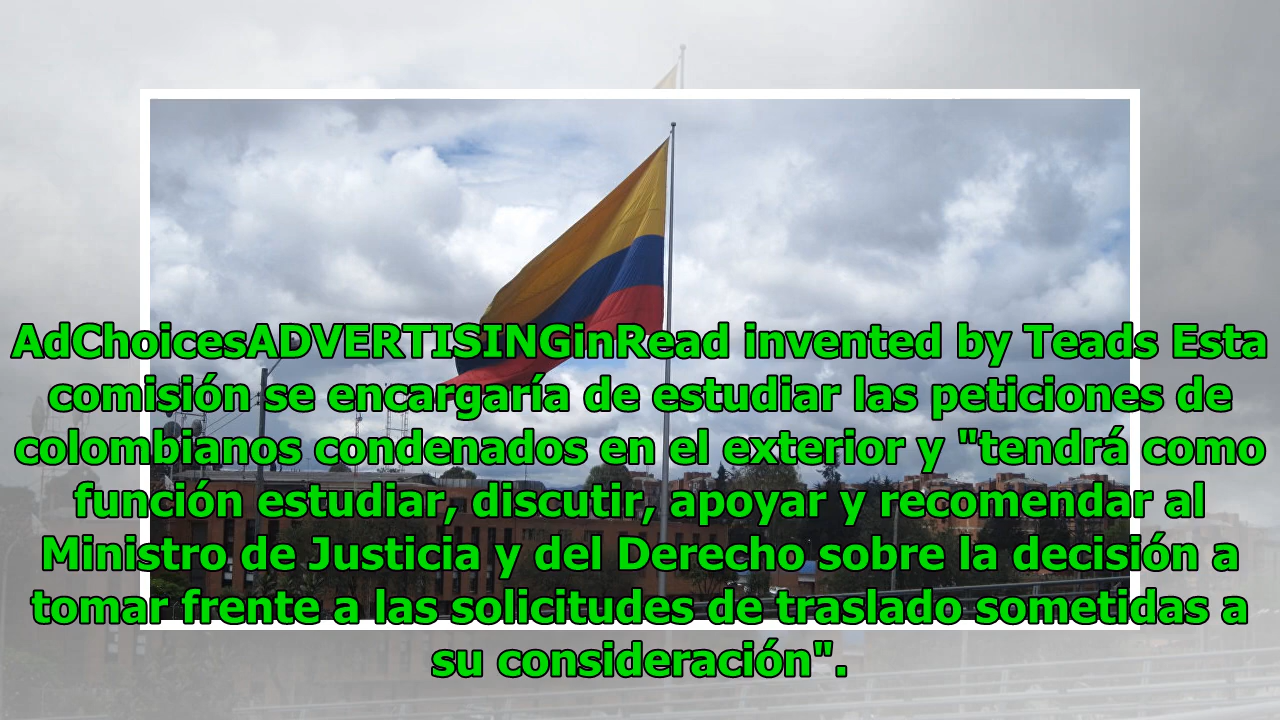 AdChoicesADVERTISINGinRead invented by Teads Esta
comisión se encargaría de estudiar las peticiones de
colombianos condenados en el exterior y "tendrá como
función estudiar, discutir, apoyar y recomendar al
Ministro de Justicia y del Derecho sobre la decisión a
tomar frente a las solicitudes de traslado sometidas a
su consideración".